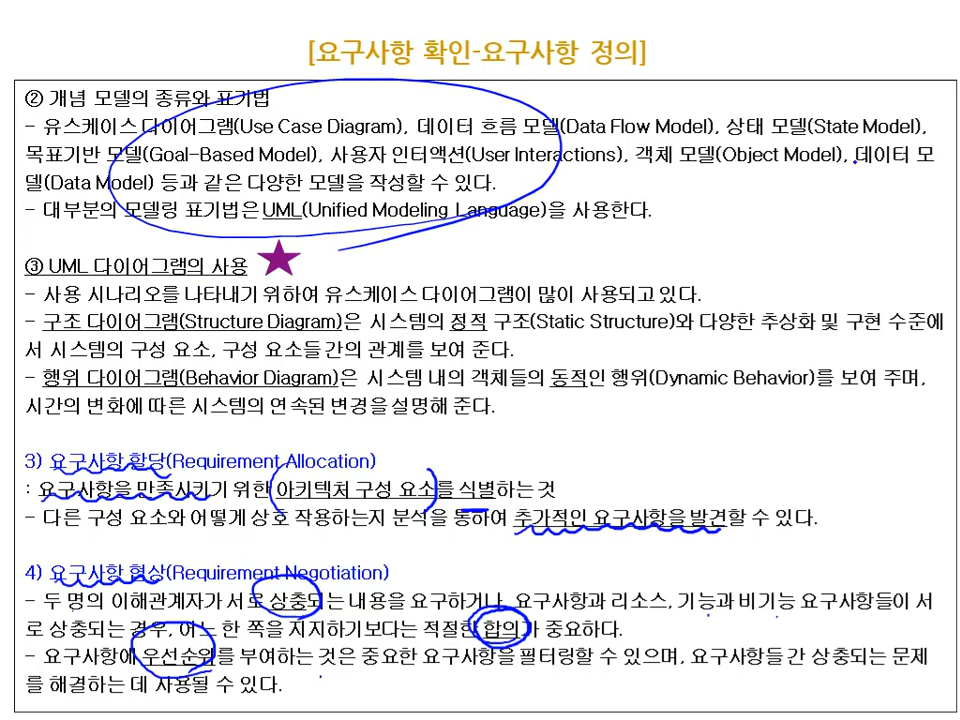 [요구사항 확인-요구사항 정의]
② 개념 모델의 종류와 표기법
- 유스케이스 다이어그램(Use Case Diagram), 데이터 흐름 모델(Data Flow Model), 상태 모델(State Model),
목표기반 모델(Goal-Based Model), 사용자 인터액션(User Interactions), 객체 모델(Object Model), 데이터 모
델(Data Model) 등과 같은 다양한 모델을 작성할 수 있다.
- 대부분의 모델링 표기법은 UML(Unified Modeling Language)을 사용한다.
③ UML 다이어그램의 사용
- 사용 시나리오를 나타내기 위하여 유스케이스 다이어그램이 많이 사용되고 있다.
- 구조 다이어그램(Structure Diagram)은 시스템의 정적 구조(Static Structure)와 다양한 추상화 및 구현 수준에
서 시스템의 구성 요소, 구성 요소들 간의 관계를 보여 준다.
- 행위 다이어그램(Behavior Diagram)은 시스템 내의 객체들의 동적인 행위(Dynamic Behavior)를 보여 주며,
시간의 변화에 따른 시스템의 연속된 변경을 설명해 준다.
3) 요구사항 할당(Requirement Allocation)
: 요구사항을 만족시키기 위한 아키텍처 구성 요소를 식별하는 것
- 다른 구성 요소와 어떻게 상호 작용하는지 분석을 통하여 추가적인 요구사항을 발견할 수 있다.
4) 요구사항 협상(Requirement Negotiation)
- 두 명의 이해관계자가 서로 상충되는 내용을 요구하거나, 요구사항과 리소스, 기능과 비기능 요구사항들이 서
로 상충되는 경우, 어느 한 쪽을 지지하기보다는 적절한 합의가 중요하다.
- 요구사항에 우선순위를 부여하는 것은 중요한 요구사항을 필터링할 수 있으며, 요구사항들 간 상충되는 문제
를 해결하는 데 사용될 수 있다.